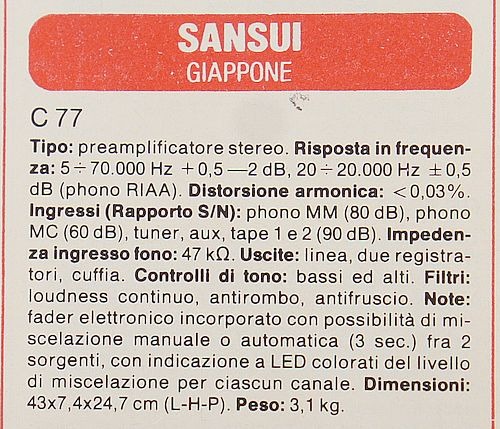 SANSUI
GIAPPONE
C 77
Tipo: preamplificatore stereo. Risposta in frequen-
za: 5÷70.000 Hz +0,5 —2 dB, 20÷20.000 Hz ±0,5
dB (phono RIAA). Distorsione armonica: <0,03%.
Ingressi (Rapporto S/N): phono MM (80 dB), phono
MC (60 dB), tuner, aux, tape 1 e 2 (90 dB). Impeden-
za ingresso fono: 47 kΩ. Uscite: linea, due registra-
tori, cuffia. Controlli di tono: bassi ed alti. Filtri:
loudness continuo, antirombo, antifruscio. Note:
fader elettronico incorporato con possibilità di mi-
scelazione manuale o automatica (3 sec.) fra 2
sorgenti, con indicazione a LED colorati del livello
di miscelazione per ciascun canale. Dimensioni:
43x7,4x24,7 cm (L-H-P). Peso: 3,1 kg.